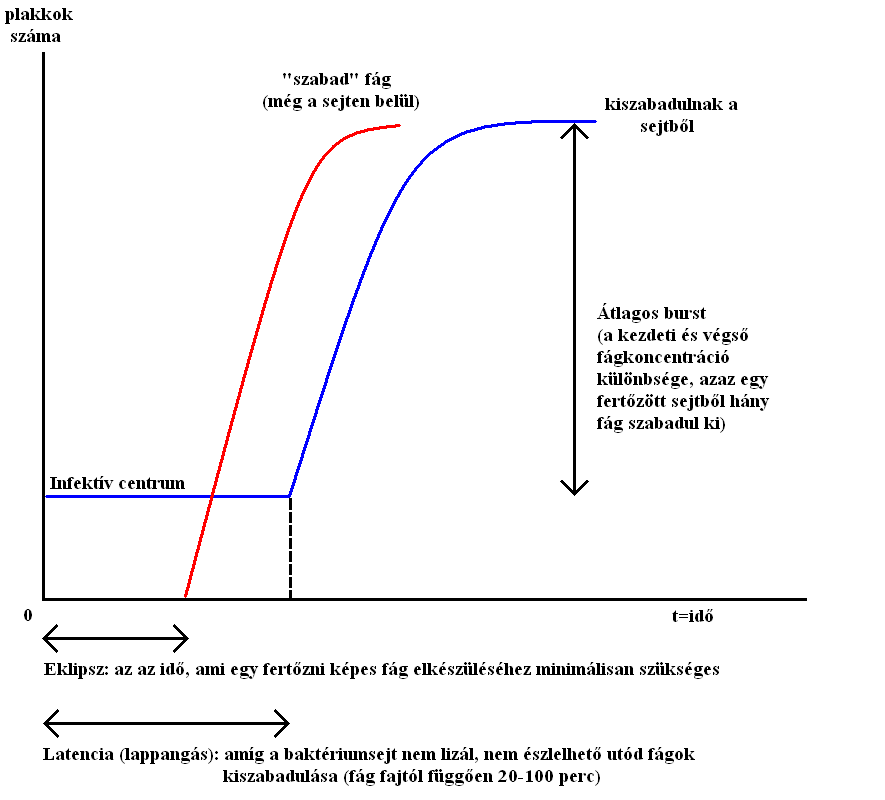 plakkok
száma
"szabad" fág
(még a sejten belül)
kiszabadulnak a
sejtből
Átlagos burst
(a kezdeti és végső
fágkoncentráció
különbsége, azaz egy
fertőzött sejtből hány
fág szabadul ki)
Infektív centrum
0
t=idő
Eklipsz: az az idő, ami egy fertőzni képes fág elkészüléséhez minimálisan szükséges
Latencia (lappangás): amíg a baktériumsejt nem lizál, nem észlelhető utód fágok
kiszabadulása (fág fajtól függően 20-100 perc)